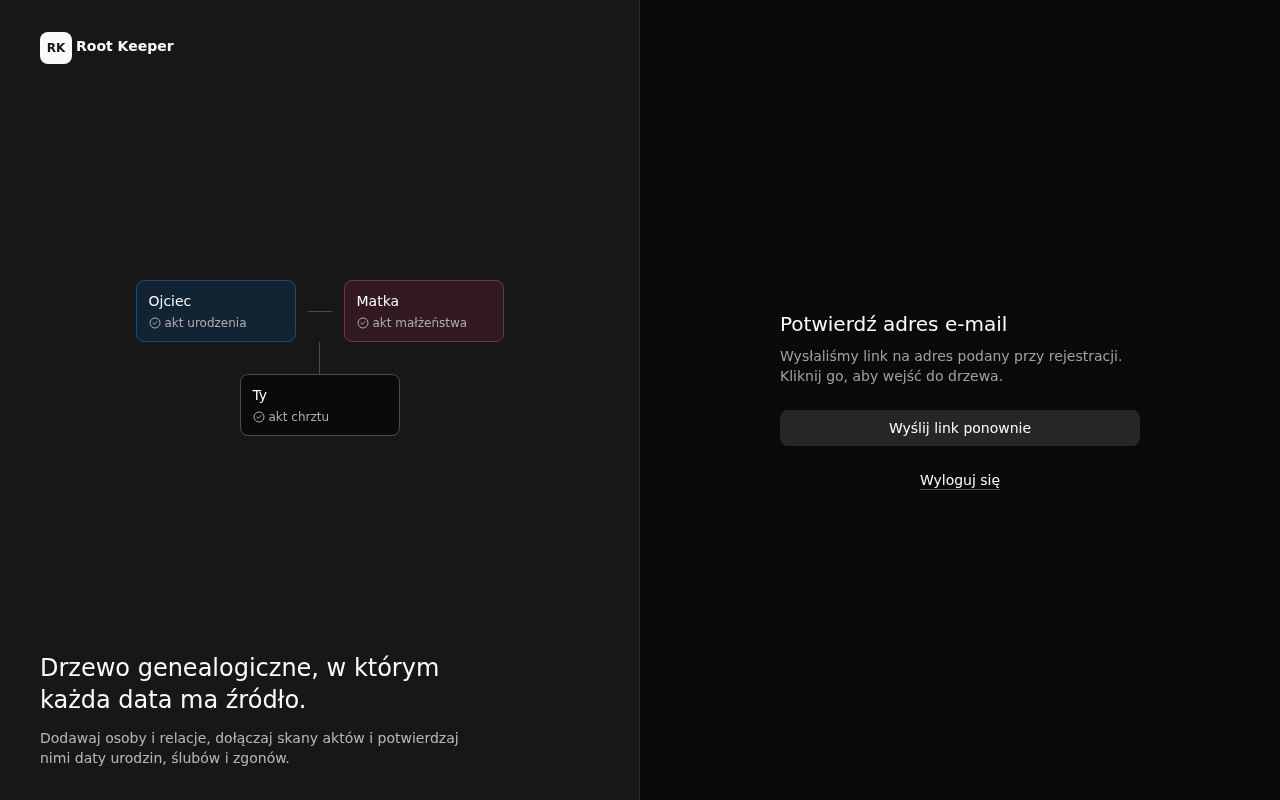 RK Root Keeper
Ojciec
akt urodzenia
Matka
akt małżeństwa
Ty
akt chrztu
Drzewo genealogiczne, w którym
każda data ma źródło.
Dodawaj osoby i relacje, dołączaj skany aktów i potwierdzaj
nimi daty urodzin, ślubów i zgonów.
Potwierdź adres e-mail
Wysłaliśmy link na adres podany przy rejestracji.
Kliknij go, aby wejść do drzewa.
Wyślij link ponownie
Wyloguj się